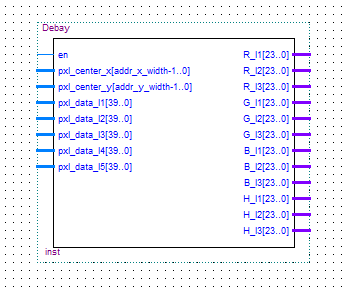 Debay
en R_l1[23..0]
pxl_center_x[addr_x_width-1..0] R_l2[23..0]
pxl_center_y[addr_y_width-1..0] R_l3[23..0]
pxl_data_l1[39..0] G_l1[23..0]
pxl_data_l2[39..0] G_l2[23..0]
pxl_data_l3[39..0] G_l3[23..0]
pxl_data_l4[39..0] B_l1[23..0]
pxl_data_l5[39..0] B_l2[23..0]
B_l3[23..0]
H_l1[23..0]
H_l2[23..0]
H_l3[23..0]
inst